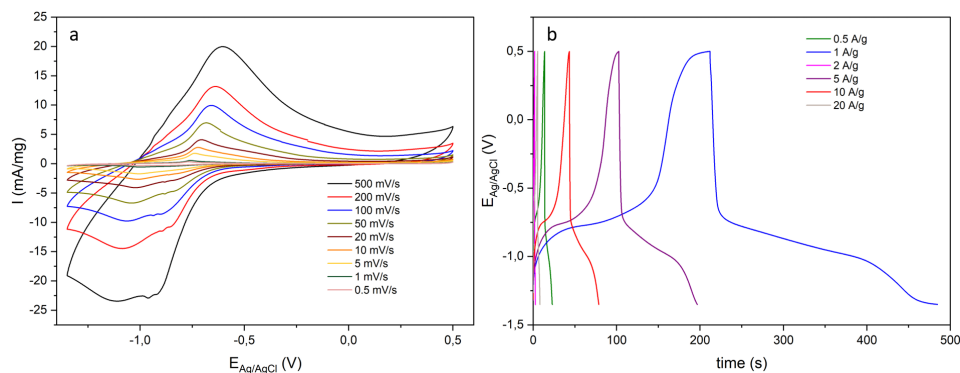 a
25
20
15
10
5
0
-5
-10
-15
-20
-25
I (mA/mg)
500 mV/s
200 mV/s
100 mV/s
50 mV/s
20 mV/s
10 mV/s
5 mV/s
1 mV/s
0.5 mV/s
-1,0
-0,5
0,0
0,5
E Ag/AgCl (V)
b
0.5 A/g
1 A/g
2 A/g
5 A/g
10 A/g
20 A/g
0,5
0,0
-0,5
-1,0
-1,5
E Ag/AgCl (V)
0
100
200
300
400
500
time (s)